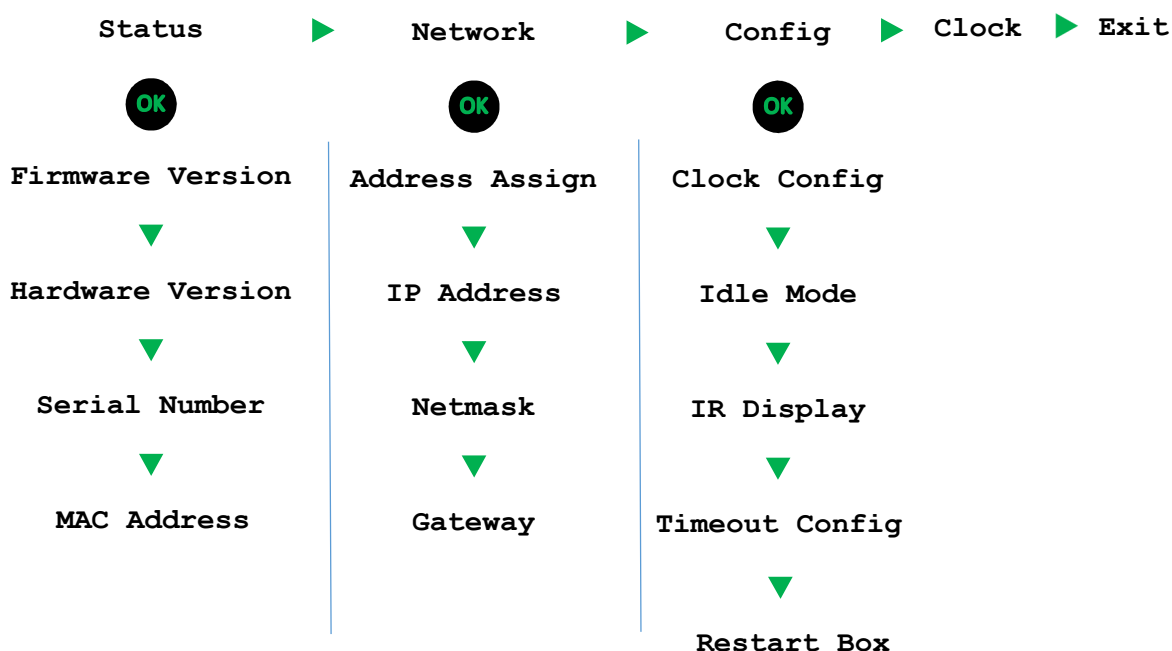 Status Network Config Clock Exit
OK OK OK
Firmware Version Address Assign Clock Config
Hardware Version IP Address Idle Mode
Serial Number Netmask IR Display
MAC Address Gateway Timeout Config
Restart Box